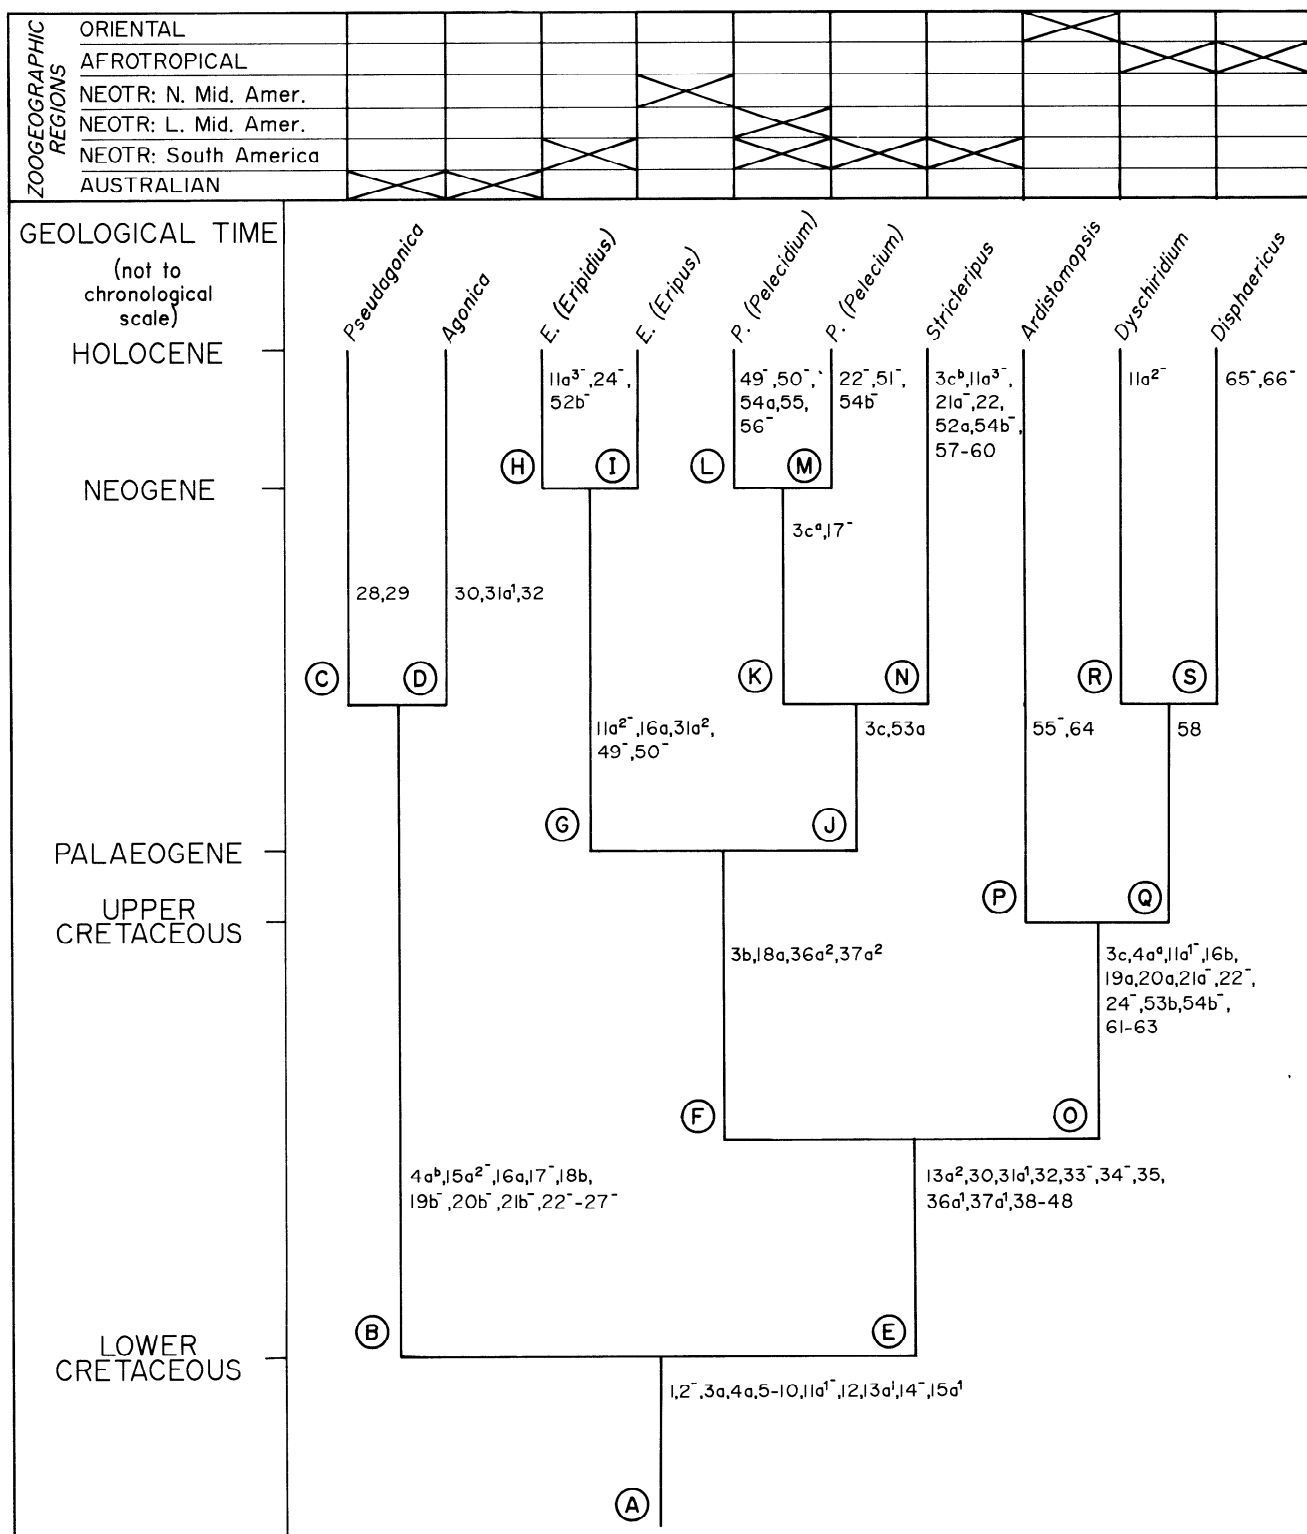 ZOOGEOGRAPHIC
REGIONS
ORIENTAL
AFROTROPICAL
NEOTR: N. Mid. Amer.
NEOTR: L. Mid. Amer.
NEOTR: South America
AUSTRALIAN
GEOLOGICAL TIME
(not to
chronological
scale)
Pseudagonica
Agonica
E. (Eripidius)
E. (Eripus)
P. (Pelecidium)
P. (Pelecium)
Stricteripus
Ardistomopsis
Dyschiridium
Disphaericus
HOLOCENE
11a³⁻,24⁻,
52b⁻
49⁻,50⁻,
54a,55,
56⁻
22⁻,51⁻,
54b⁻
3cᵇ,11a³⁻,
21a⁻,22,
52a,54b⁻,
57-60
11a²⁻
65⁻,66⁻
H
I
L
M
NEOGENE
3cᵃ,17⁻
28,29
30,31a¹,32
C
D
K
N
R
S
11a²⁻,16a,31a²,
49⁻,50⁻
3c,53a
55⁻,64
58
G
J
PALAEOGENE
P
Q
UPPER
CRETACEOUS
3b,18a,36a²,37a²
3c,4aᵃ,11a¹⁻,16b,
19a,20a,21a⁻,22⁻,
24⁻,53b,54b⁻,
61-63
F
O
4aᵇ,15a²⁻,16a,17⁻,18b,
19b⁻,20b⁻,21b⁻,22⁻-27⁻
13a²,30,31a¹,32,33⁻,34⁻,35,
36a¹,37a¹,38-48
B
E
LOWER
CRETACEOUS
1,2⁻,3a,4a,5-10,11a¹⁻,12,13a¹,14⁻,15a¹
A